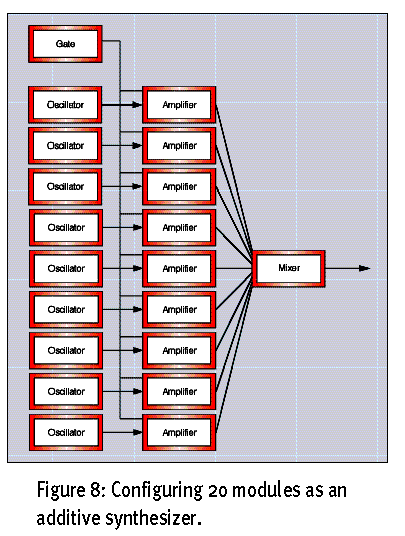 Gate
Oscillator Amplifier
Oscillator Amplifier
Oscillator Amplifier
Oscillator Amplifier
Oscillator Amplifier Mixer
Oscillator Amplifier
Oscillator Amplifier
Oscillator Amplifier
Oscillator Amplifier
Figure 8: Configuring 20 modules as an
additive synthesizer.